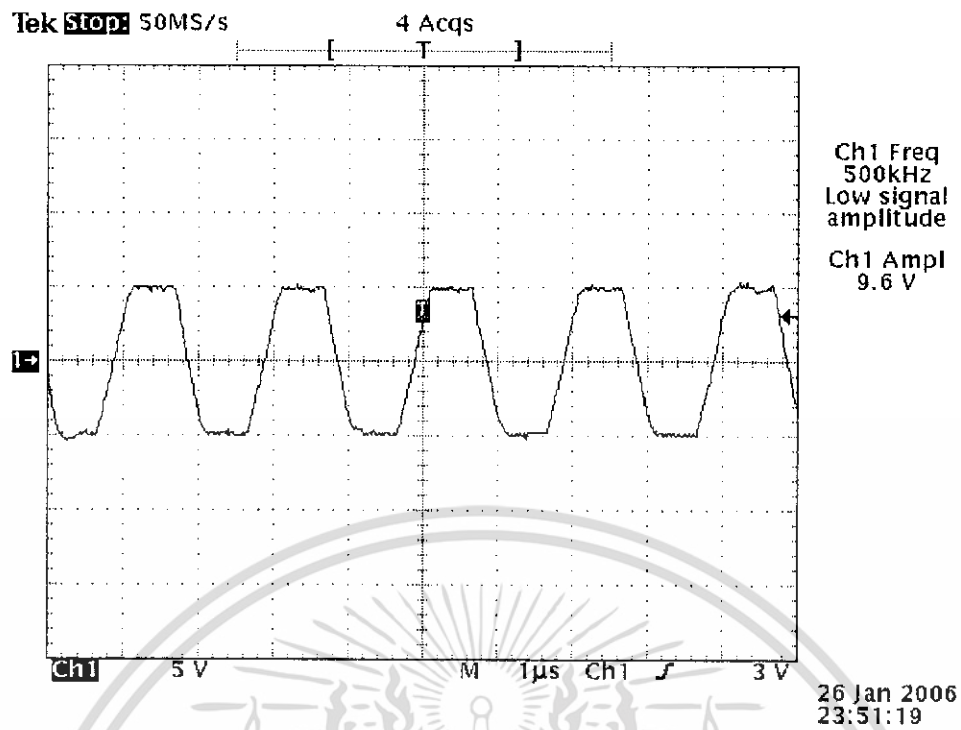 Tek Stop: 50MS/s 4 Acqs
[ T ]
Ch1 Freq
500kHz
Low signal
amplitude
Ch1 Ampl
9.6 V
T
1→
Ch1 5 V M 1µs Ch1 ʃ 3 V
26 Jan 2006
23:51:19